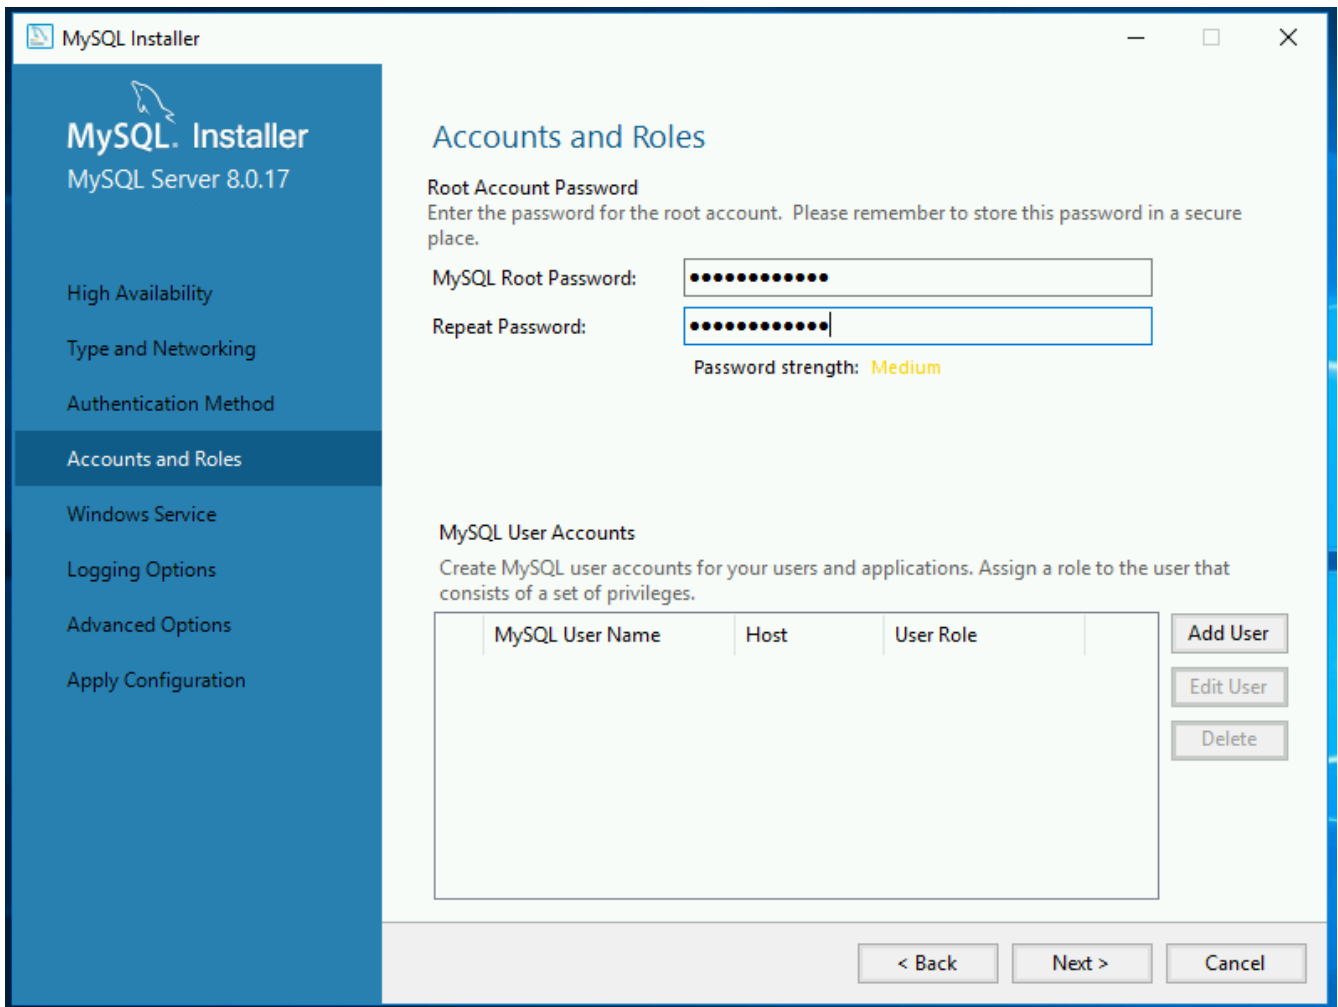 MySQL Installer
MySQL. Installer
MySQL Server 8.0.17
High Availability
Type and Networking
Authentication Method
Accounts and Roles
Windows Service
Logging Options
Advanced Options
Apply Configuration
Accounts and Roles
Root Account Password
Enter the password for the root account. Please remember to store this password in a secure
place.
MySQL Root Password: ●●●●●●●●●●●●
Repeat Password: ●●●●●●●●●●●●
Password strength: Medium
MySQL User Accounts
Create MySQL user accounts for your users and applications. Assign a role to the user that
consists of a set of privileges.
MySQL User Name Host User Role
Add User
Edit User
Delete
< Back Next > Cancel